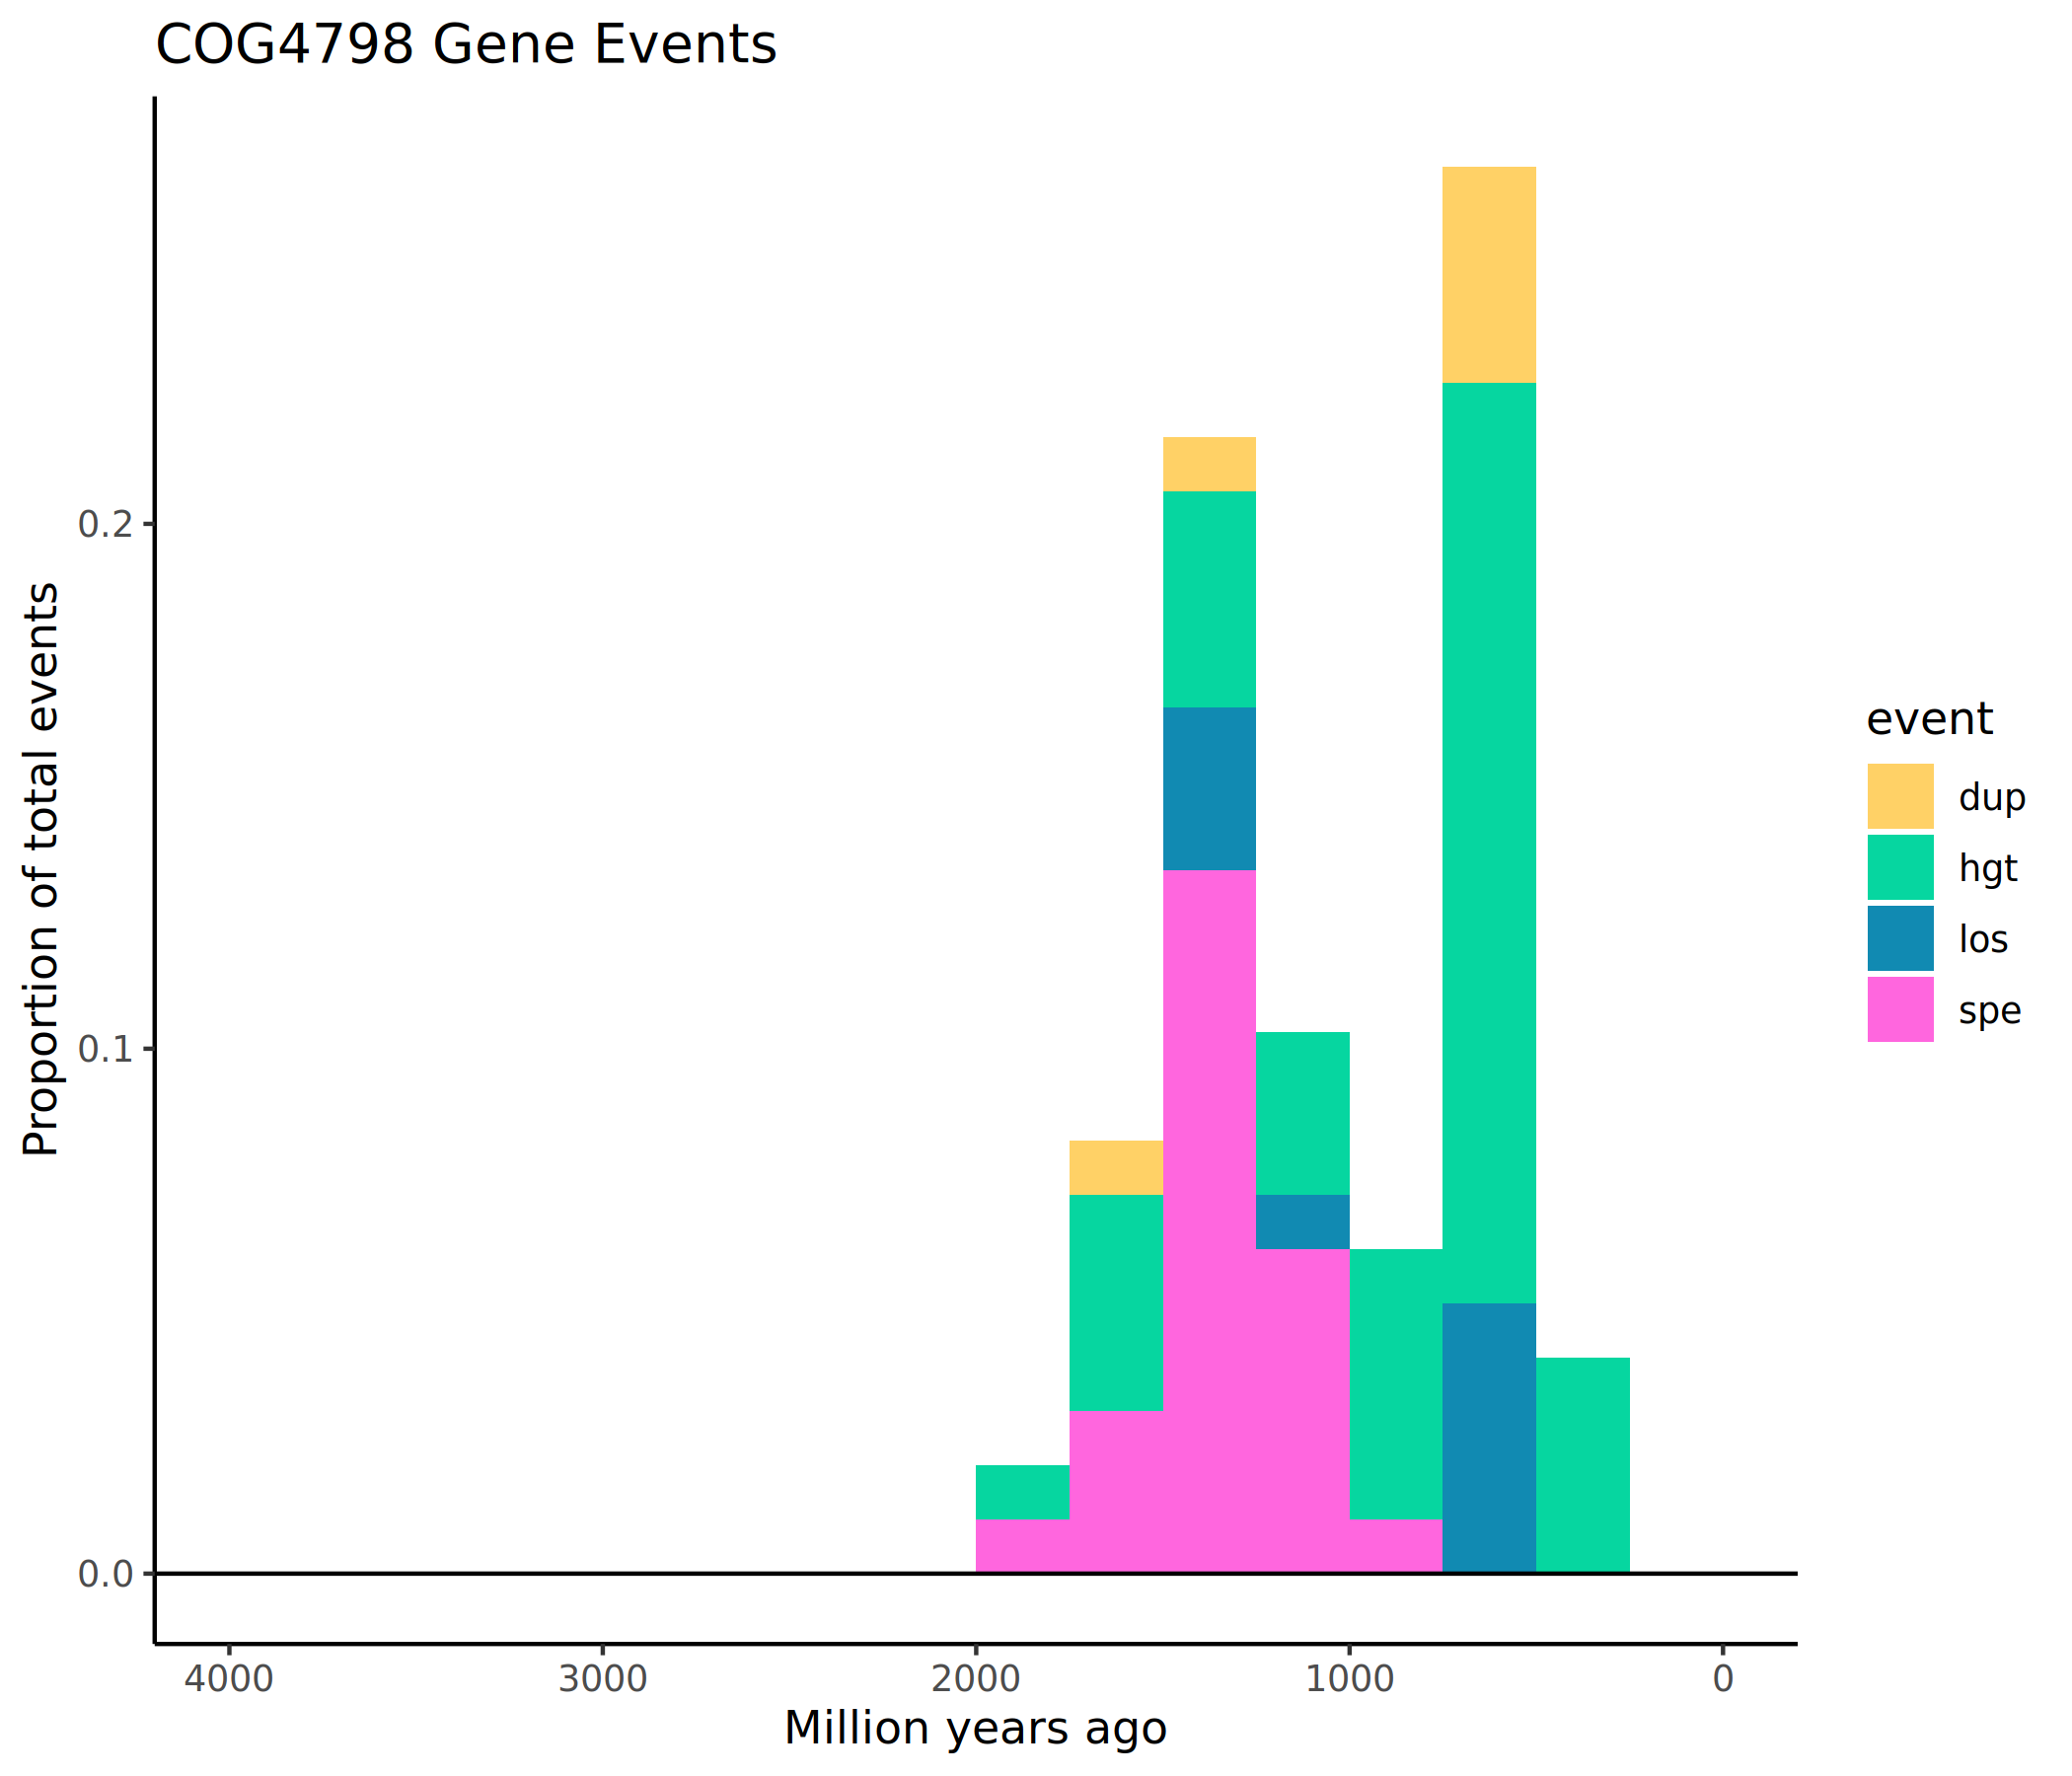 COG4798 Gene Events
Proportion of total events
0.2
0.1
0.0
4000 3000 2000 1000 0
Million years ago
event
dup
hgt
los
spe